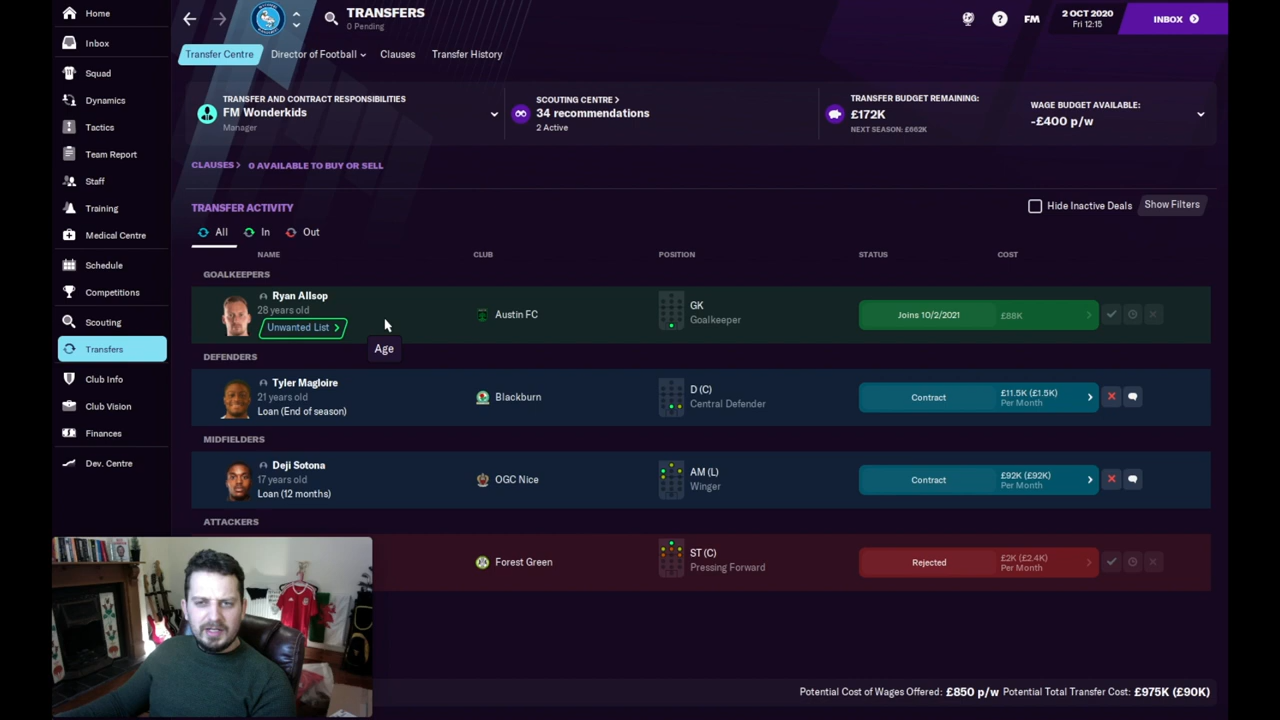 Home
Inbox
Squad
Dynamics
Tactics
Team Report
Staff
Training
Medical Centre
Schedule
Competitions
Scouting
Transfers
Club Info
Club Vision
Finances
Dev. Centre
TRANSFERS
0 Pending
? FM
2 OCT 2020
Fri 12:15
INBOX
Transfer Centre Director of Football Clauses Transfer History
TRANSFER AND CONTRACT RESPONSIBILITIES
FM Wonderkids
Manager
SCOUTING CENTRE >
34 recommendations
2 Active
TRANSFER BUDGET REMAINING:
£172K
NEXT SEASON: £662K
WAGE BUDGET AVAILABLE:
-£400 p/w
CLAUSES > 0 AVAILABLE TO BUY OR SELL
TRANSFER ACTIVITY
Hide Inactive Deals Show Filters
All In Out
NAME CLUB POSITION STATUS COST
GOALKEEPERS
Ryan Allsop
28 years old
Unwanted List >
Age
Austin FC
GK
Goalkeeper
Joins 10/2/2021 £88K
DEFENDERS
Tyler Magloire
21 years old
Loan (End of season)
Blackburn
D (C)
Central Defender
Contract
£11.5K (£1.5K)
Per Month
MIDFIELDERS
Deji Sotona
17 years old
Loan (12 months)
OGC Nice
AM (L)
Winger
Contract
£92K (£92K)
Per Month
ATTACKERS
Forest Green
ST (C)
Pressing Forward
Rejected
£2K (£2.4K)
Per Month
Potential Cost of Wages Offered: £850 p/w Potential Total Transfer Cost: £975K (£90K)